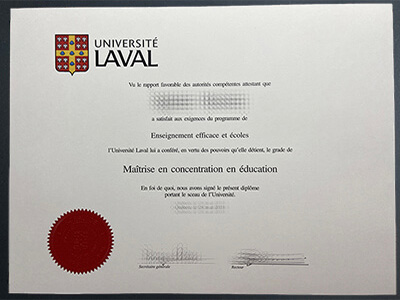 UNIVERSITÉ
LAVAL
Vu le rapport favorable des autorités compétentes attestant que
a satisfait aux exigences du programme de
Enseignement efficace et écoles
l'Université Laval lui a conféré, en vertu des pouvoirs qu'elle détient, le grade de
Maîtrise en concentration en éducation
En foi de quoi, nous avons signé le présent diplôme
portant le sceau de l'Université.
Secrétaire générale
Recteur